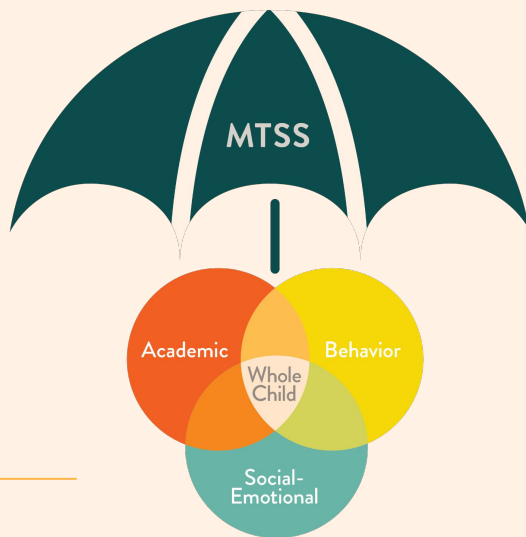 MTSS
Academic
Behavior
Whole
Child
Social-
Emotional